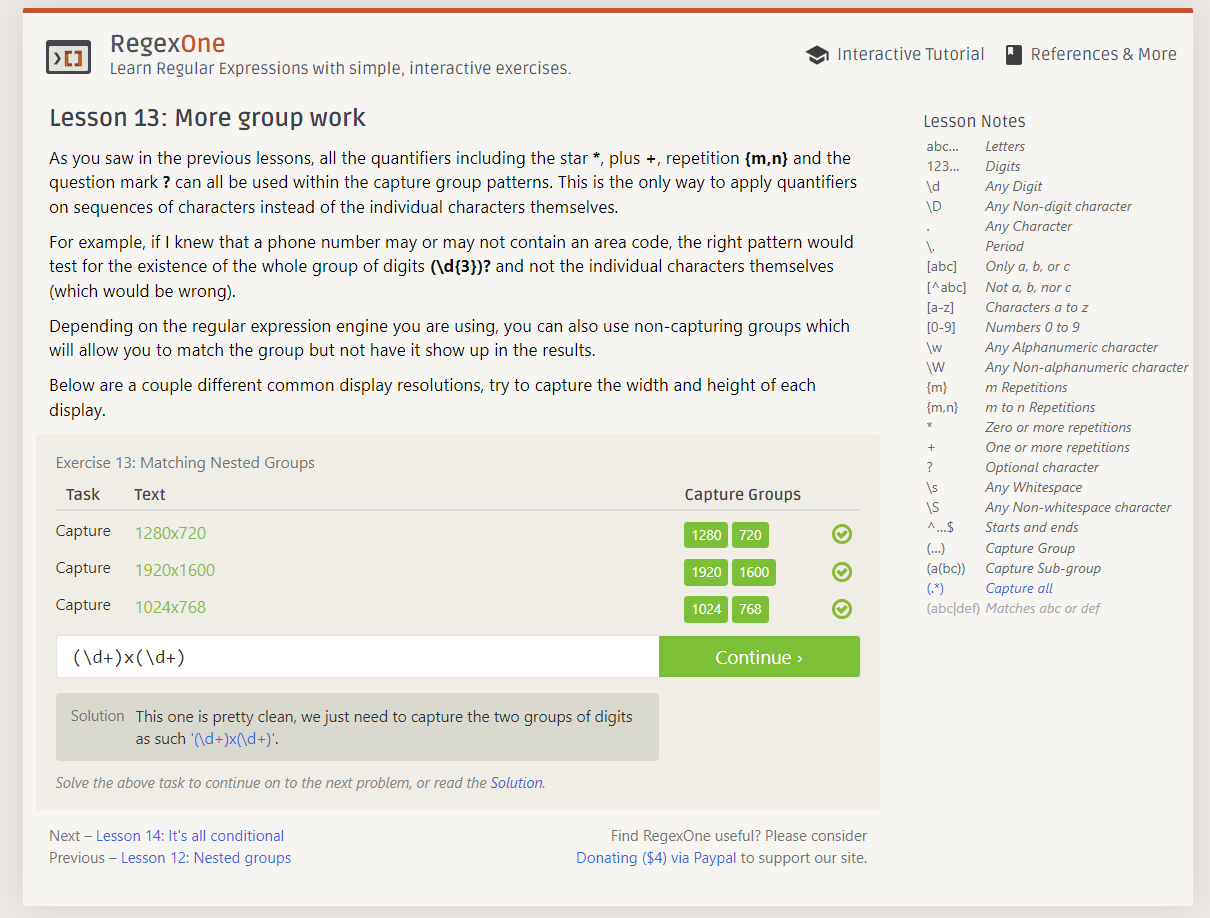 RegexOne
Learn Regular Expressions with simple, interactive exercises.
Interactive Tutorial
References & More
Lesson 13: More group work
As you saw in the previous lessons, all the quantifiers including the star *, plus +, repetition {m,n} and the
question mark ? can all be used within the capture group patterns. This is the only way to apply quantifiers
on sequences of characters instead of the individual characters themselves.
For example, if I knew that a phone number may or may not contain an area code, the right pattern would
test for the existence of the whole group of digits (\d{3})? and not the individual characters themselves
(which would be wrong).
Depending on the regular expression engine you are using, you can also use non-capturing groups which
will allow you to match the group but not have it show up in the results.
Below are a couple different common display resolutions, try to capture the width and height of each
display.
Exercise 13: Matching Nested Groups
Task Text Capture Groups
Capture 1280x720 1280 720
Capture 1920x1600 1920 1600
Capture 1024x768 1024 768
(\d+)x(\d+) Continue ›
Solution This one is pretty clean, we just need to capture the two groups of digits
as such '(\d+)x(\d+)'.
Solve the above task to continue on to the next problem, or read the Solution.
Next – Lesson 14: It's all conditional
Previous – Lesson 12: Nested groups
Find RegexOne useful? Please consider
Donating ($4) via Paypal to support our site.
Lesson Notes
abc... Letters
123... Digits
\d Any Digit
\D Any Non-digit character
. Any Character
\. Period
[abc] Only a, b, or c
[^abc] Not a, b, nor c
[a-z] Characters a to z
[0-9] Numbers 0 to 9
\w Any Alphanumeric character
\W Any Non-alphanumeric character
{m} m Repetitions
{m,n} m to n Repetitions
* Zero or more repetitions
+ One or more repetitions
? Optional character
\s Any Whitespace
\S Any Non-whitespace character
^...$ Starts and ends
(...) Capture Group
(a(bc)) Capture Sub-group
(.*) Capture all
(abc|def) Matches abc or def